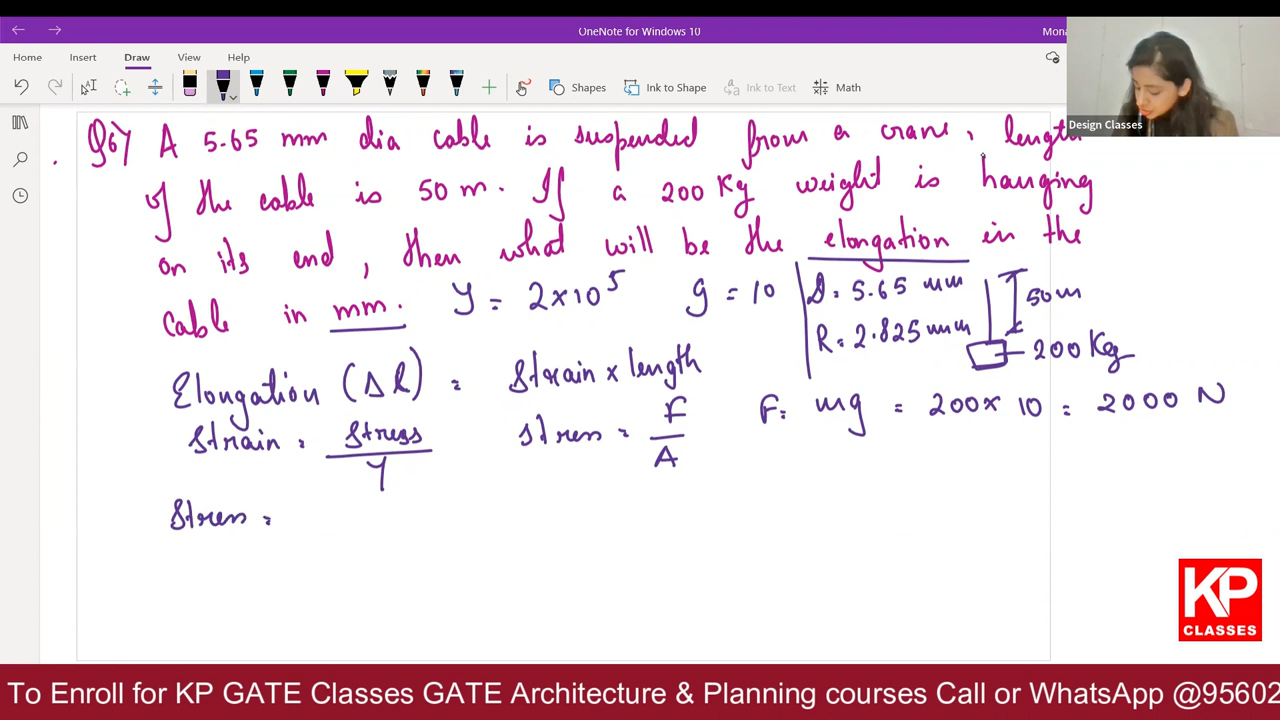 OneNote for Windows 10
Mona
Home Insert Draw View Help
Shapes Ink to Shape Ink to Text Math
Design Classes
Q6) A 5.65 mm dia cable is suspended from a crane, length
of the cable is 50 m. If a 200 Kg weight is hanging
on its end, then what will be the elongation in the
cable in mm. Y = 2×10⁵ g = 10
D = 5.65 mm
R = 2.825 mm
50m
200 Kg
Elongation (Δl) = Strain × length
Strain = Stress / Y
Stress = F / A
F = mg = 200 × 10 = 2000 N
Stress =
KP
CLASSES
To Enroll for KP GATE Classes GATE Architecture & Planning courses Call or WhatsApp @95602